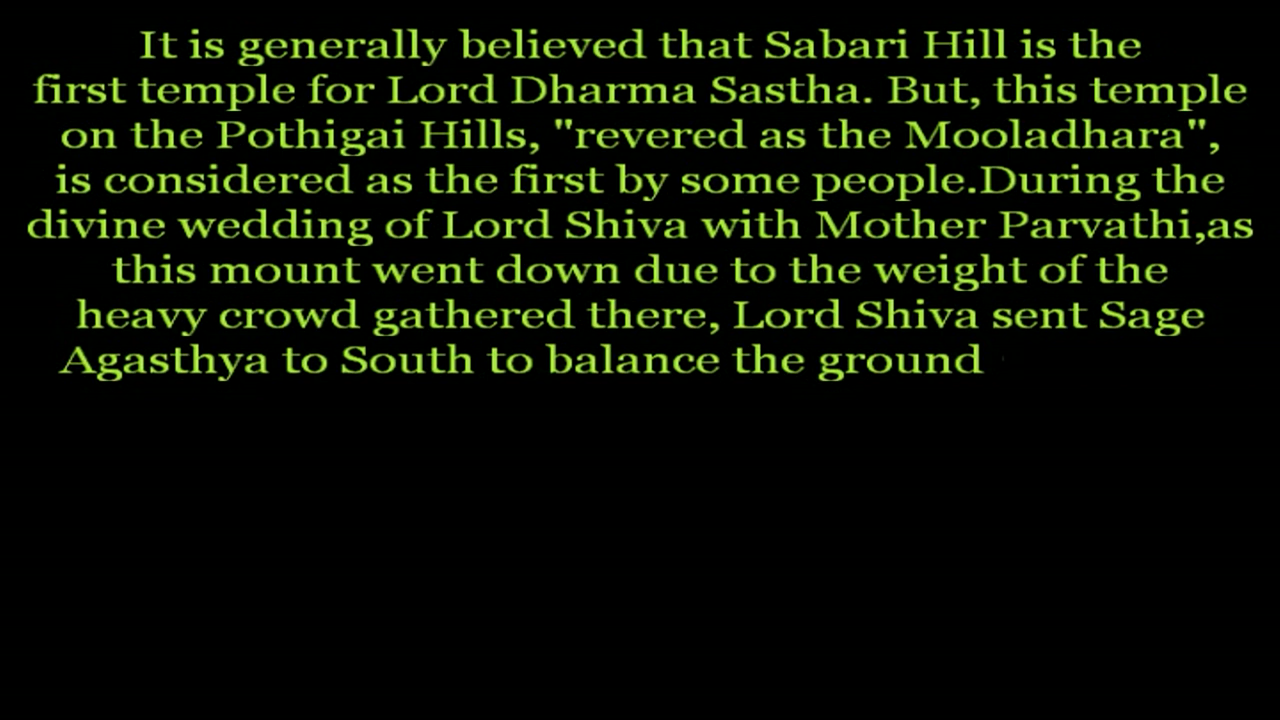 It is generally believed that Sabari Hill is the
first temple for Lord Dharma Sastha. But, this temple
on the Pothigai Hills, "revered as the Mooladhara",
is considered as the first by some people.During the
divine wedding of Lord Shiva with Mother Parvathi,as
this mount went down due to the weight of the
heavy crowd gathered there, Lord Shiva sent Sage
Agasthya to South to balance the ground